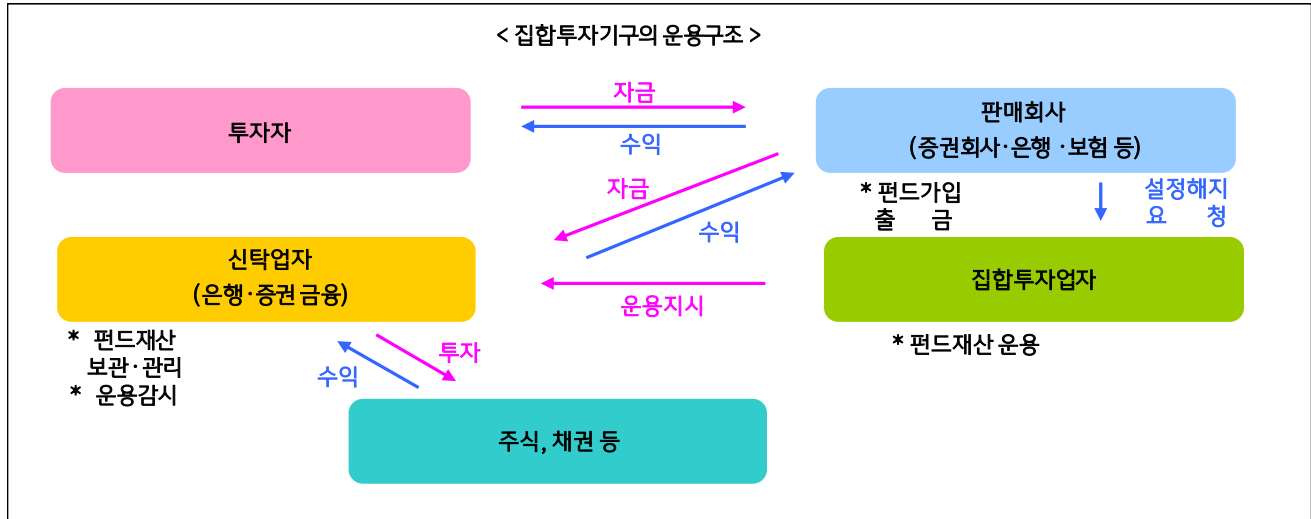 < 집합투자기구의 운용구조 >
투자자
자금
수익
판매회사
(증권회사·은행 ·보험 등)
자금
수익
* 펀드가입
출 금
설정해지
요 청
신탁업자
(은행·증권 금융)
운용지시
집합투자업자
* 펀드재산
보관·관리
* 운용감시
투자
수익
* 펀드재산 운용
주식, 채권 등